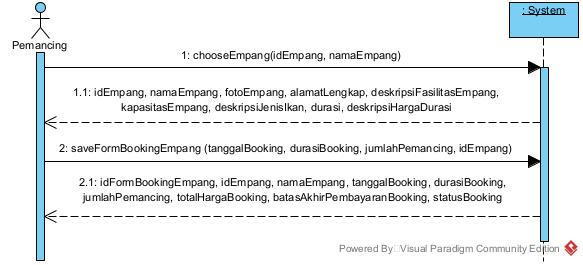 : System
Pemancing
1: chooseEmpang(idEmpang, namaEmpang)
1.1: idEmpang, namaEmpang, fotoEmpang, alamatLengkap, deskripsiFasilitasEmpang,
kapasitasEmpang, deskripsiJenisIkan, durasi, deskripsiHargaDurasi
2: saveFormBookingEmpang (tanggalBooking, durasiBooking, jumlahPemancing, idEmpang)
2.1: idFormBookingEmpang, idEmpang, namaEmpang, tanggalBooking, durasiBooking,
jumlahPemancing, totalHargaBooking, batasAkhirPembayaranBooking, statusBooking
Powered By Visual Paradigm Community Edition